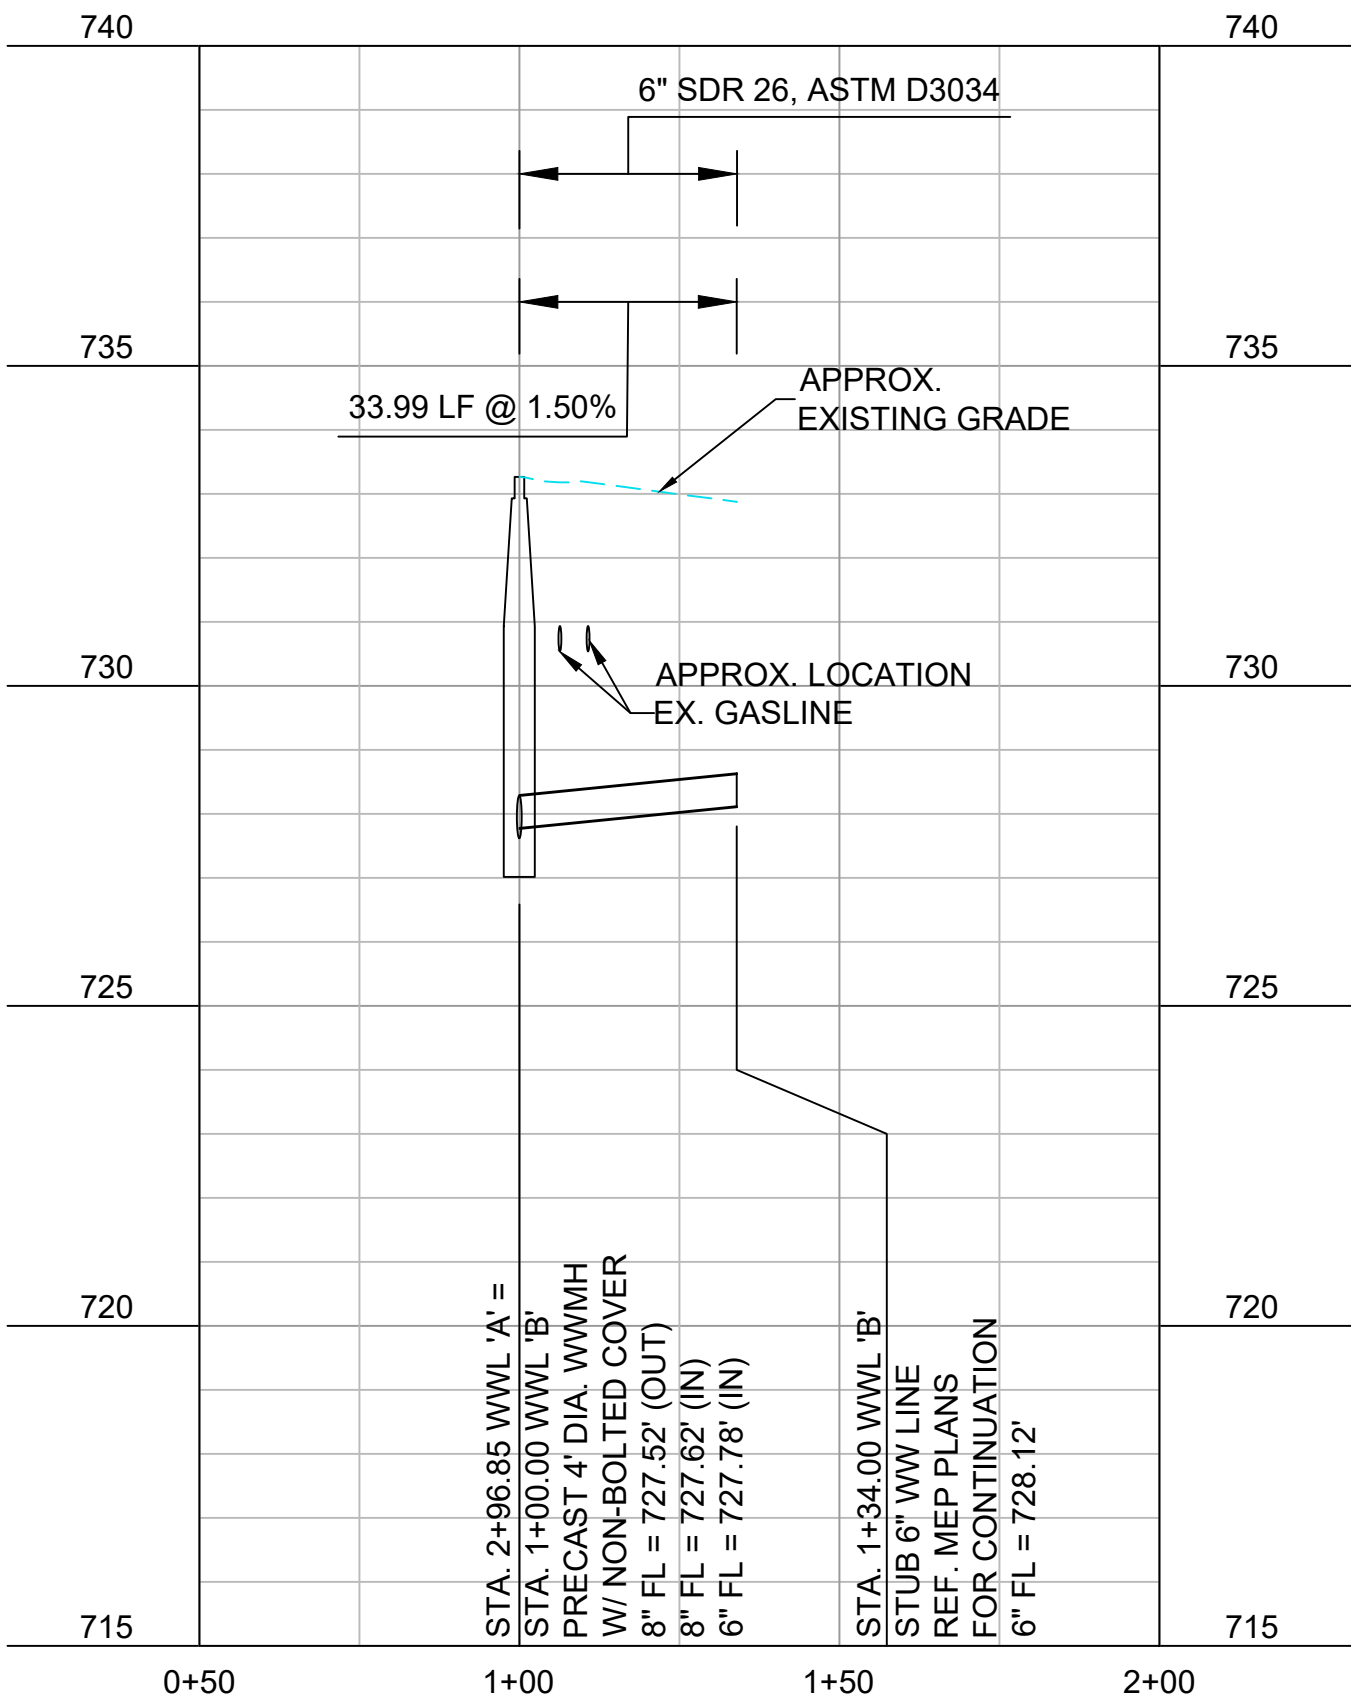 740
740
6" SDR 26, ASTM D3034
735
735
33.99 LF @ 1.50%
APPROX.
EXISTING GRADE
730
730
APPROX. LOCATION
EX. GASLINE
725
725
720
720
STA. 2+96.85 WWL 'A' =
STA. 1+00.00 WWL 'B'
PRECAST 4' DIA. WWMH
W/ NON-BOLTED COVER
8" FL = 727.52' (OUT)
8" FL = 727.62' (IN)
6" FL = 727.78' (IN)
STA. 1+34.00 WWL 'B'
STUB 6" WW LINE
REF. MEP PLANS
FOR CONTINUATION
6" FL = 728.12'
715
715
0+50
1+00
1+50
2+00